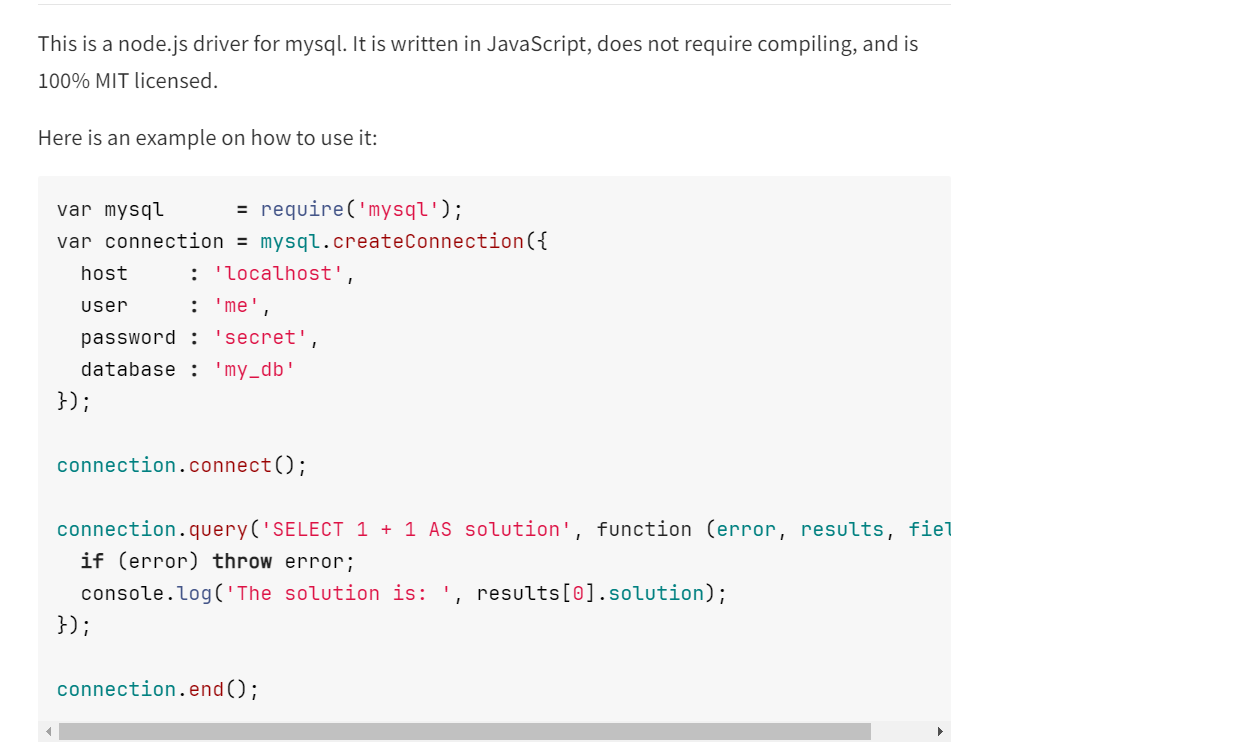 This is a node.js driver for mysql. It is written in JavaScript, does not require compiling, and is
100% MIT licensed.
Here is an example on how to use it:
var mysql      = require('mysql');
var connection = mysql.createConnection({
  host     : 'localhost',
  user     : 'me',
  password : 'secret',
  database : 'my_db'
});
connection.connect();
connection.query('SELECT 1 + 1 AS solution', function (error, results, fiel
  if (error) throw error;
  console.log('The solution is: ', results[0].solution);
});
connection.end();